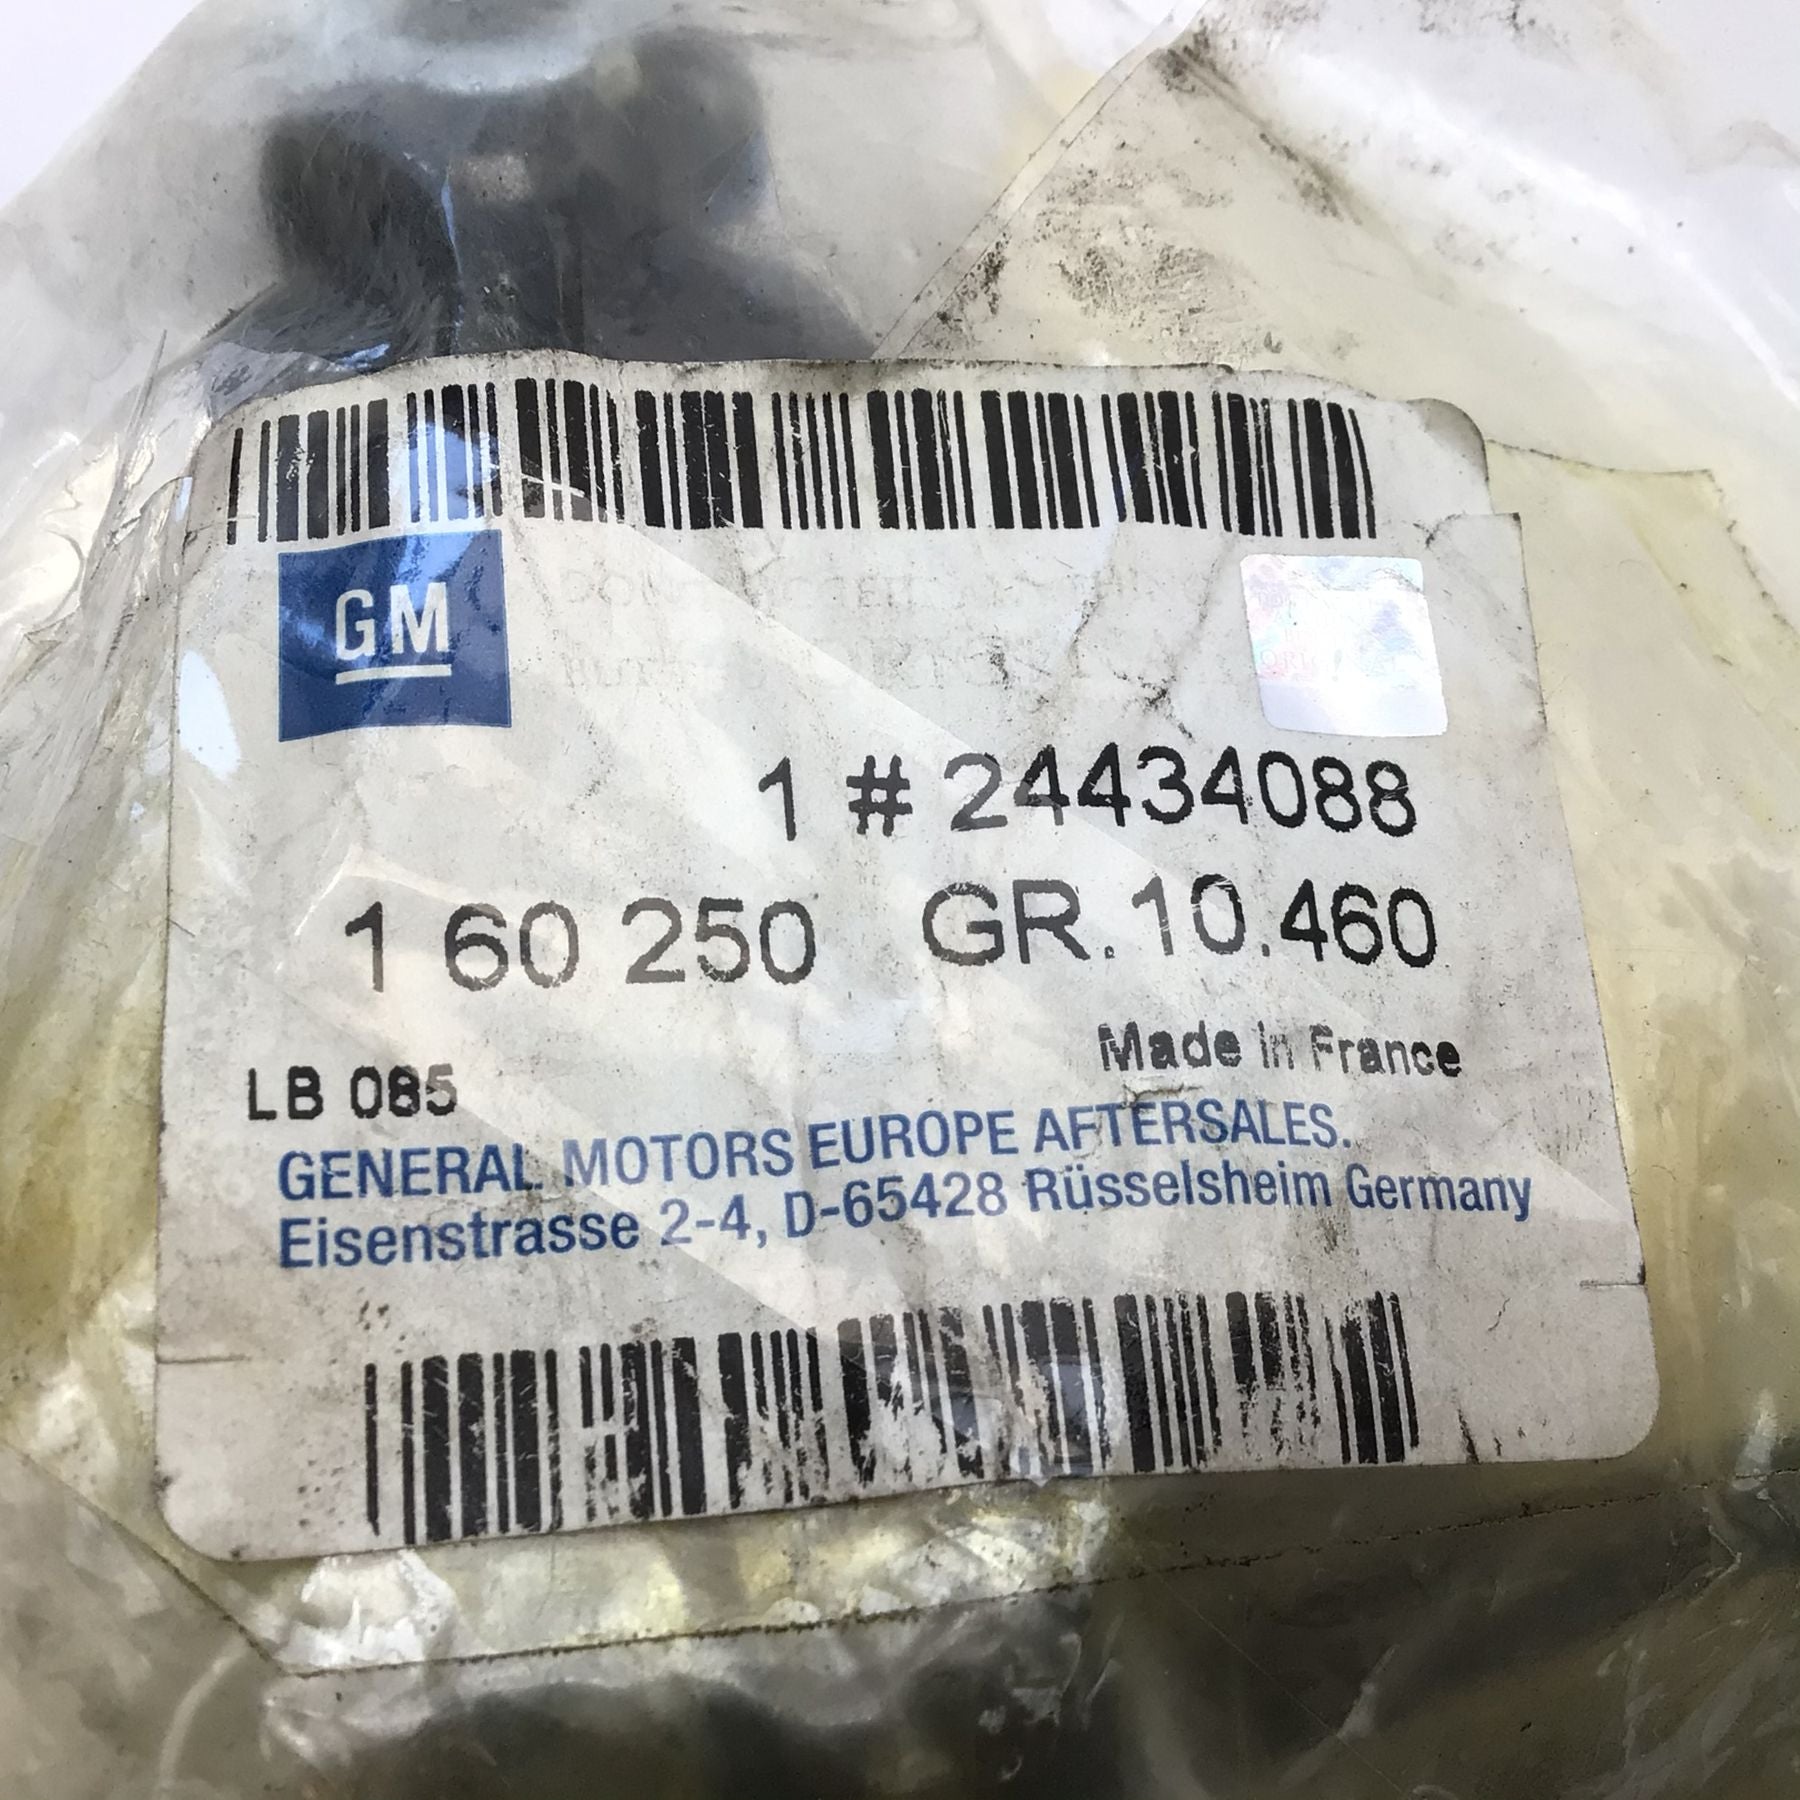 GM
1 # 24434088
1 60 250 GR. 10.460
Made in France
LB 085
GENERAL MOTORS EUROPE AFTERSALES.
Eisenstrasse 2-4, D-65428 Rüsselsheim Germany